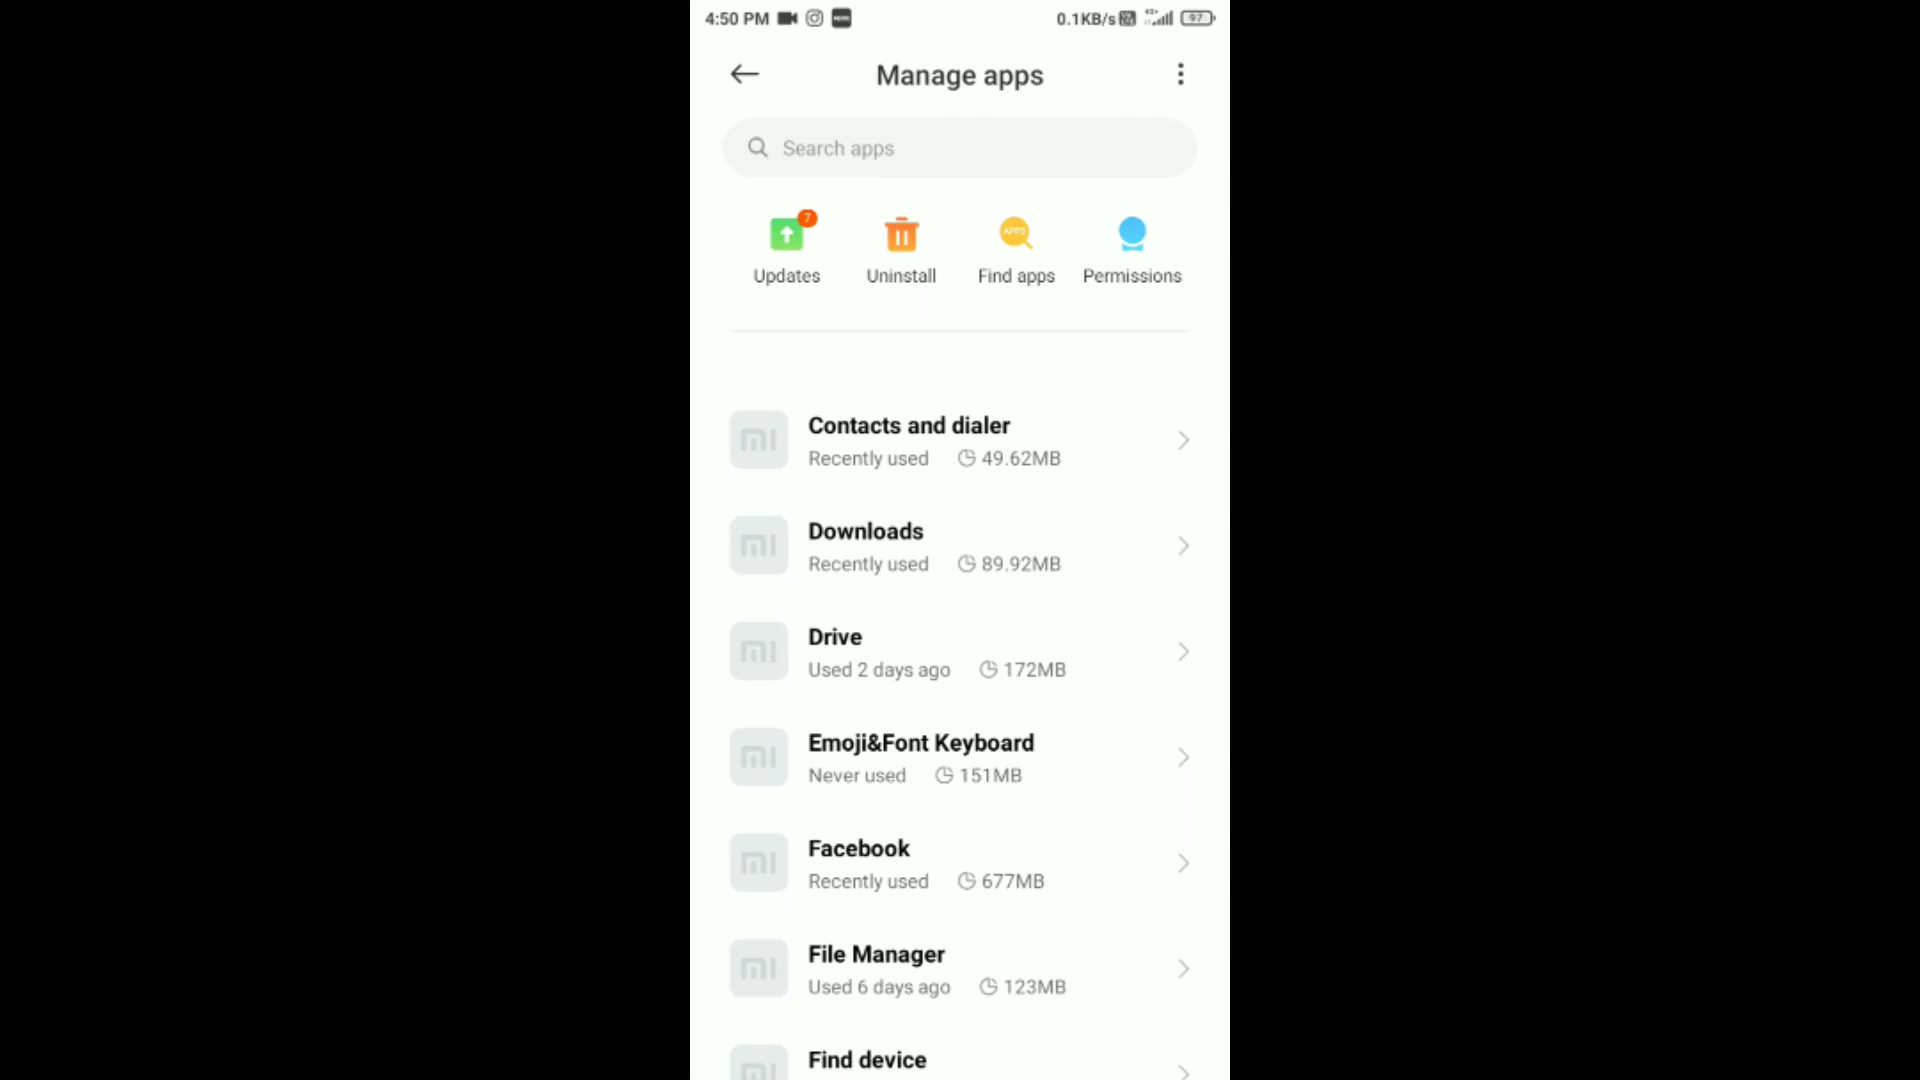 4:50 PM 0.1KB/s 97
Manage apps
Search apps
7
APPS
Updates Uninstall Find apps Permissions
Contacts and dialer
Recently used 49.62MB
Downloads
Recently used 89.92MB
Drive
Used 2 days ago 172MB
Emoji&Font Keyboard
Never used 151MB
Facebook
Recently used 677MB
File Manager
Used 6 days ago 123MB
Find device